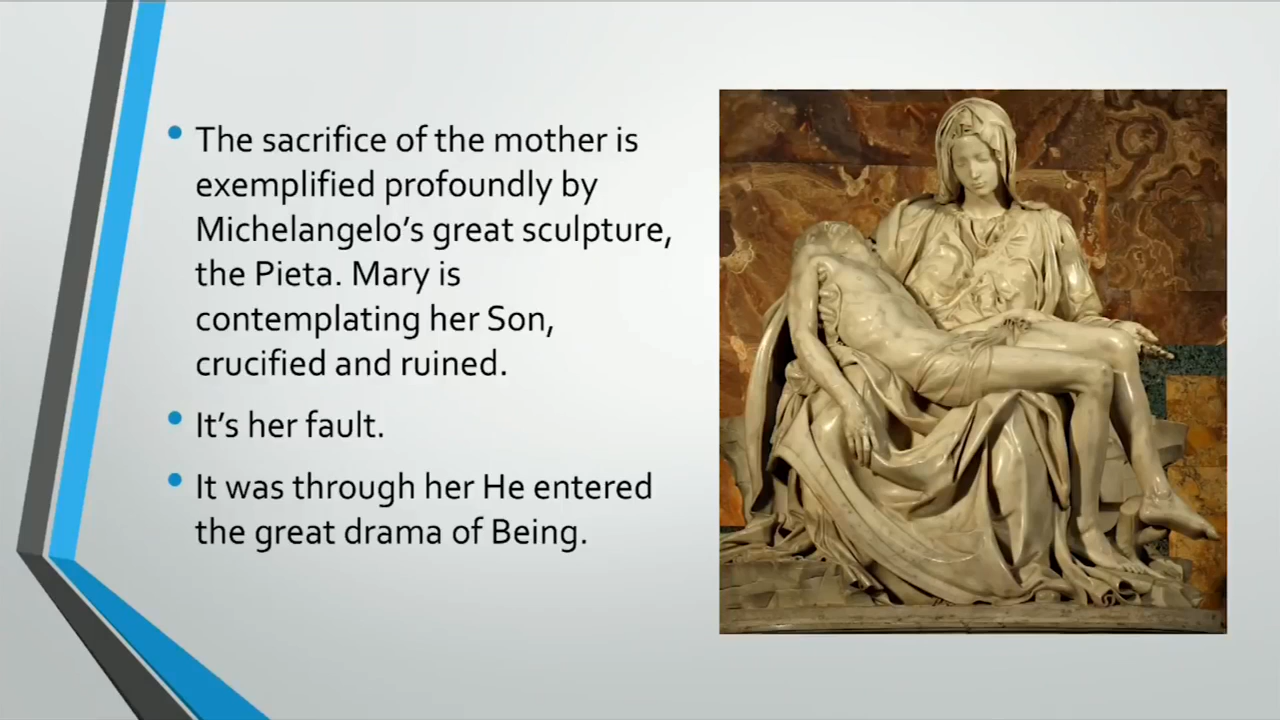 The sacrifice of the mother is
exemplified profoundly by
Michelangelo's great sculpture,
the Pieta. Mary is
contemplating her Son,
crucified and ruined.
It's her fault.
It was through her He entered
the great drama of Being.